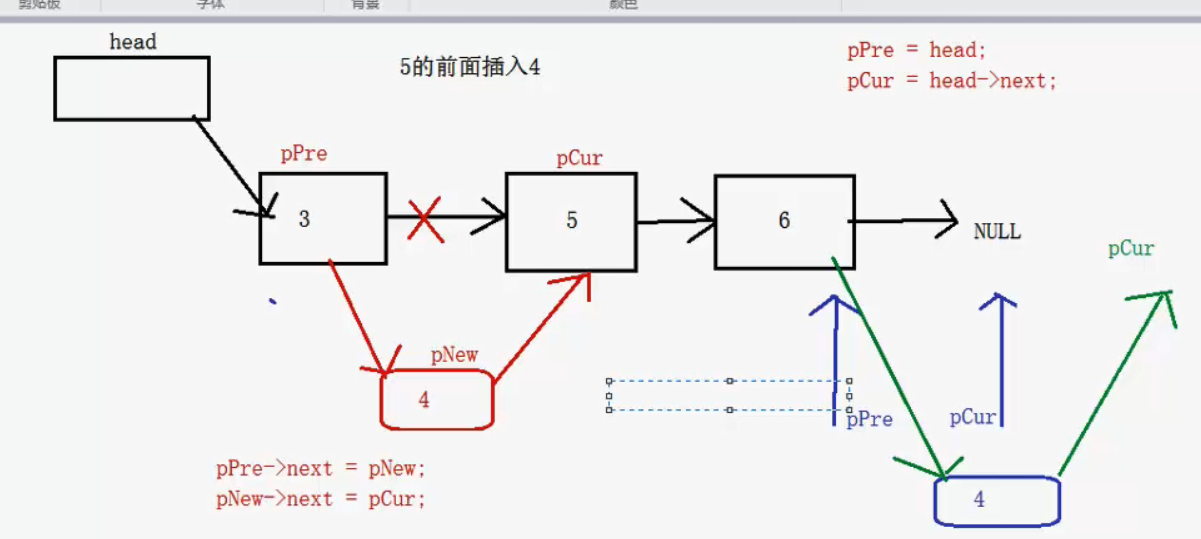 剪贴板
字体
背景
颜色
head
5的前面插入4
pPre = head;
pCur = head->next;
pPre
pCur
3
5
6
NULL
pCur
pNew
4
pPre
pCur
pPre->next = pNew;
pNew->next = pCur;
4